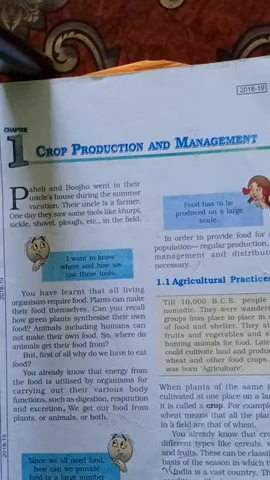 2018-19
CHAPTER
1 CROP PRODUCTION AND MANAGEMENT
Paheli and Boojho went to their
uncle's house during the summer
vacation. Their uncle is a farmer.
One day they saw some tools like khurpi,
sickle, shovel, plough, etc., in the field.
I want to know
where and how we
use these tools.
You have learnt that all living
organisms require food. Plants can make
their food themselves. Can you recall
how green plants synthesise their own
food? Animals including humans can
not make their own food. So, where do
animals get their food from?
But, first of all why do we have to eat
food?
You already know that energy
from the food is utilised by organisms for
carrying out their various body
functions, such as digestion, respiration
and excretion. We get our food from
plants, or animals, or both.
Since we all need food,
how can we provide
food to a large number
Food has to be
produced on a large
scale.
In order to provide food for a
population— regular production,
management and distribut
necessary.
1.1 Agricultural Practices
Till 10,000 B.C.E. people
nomadic. They were wander
groups from place to place in s
of food and shelter. They at
fruits and vegetables and s
hunting animals for food. Late
could cultivate land and produ
wheat and other food crops.
was born 'Agriculture'.
When plants of the same k
cultivated at one place on a la
it is called a crop. For example
wheat means that all the plan
in a field are that of wheat.
You already know that cro
different types like cereals, v
and fruits. These can be classifi
basis of the season in which t
India is a vast country. The
2018-19
2018-19